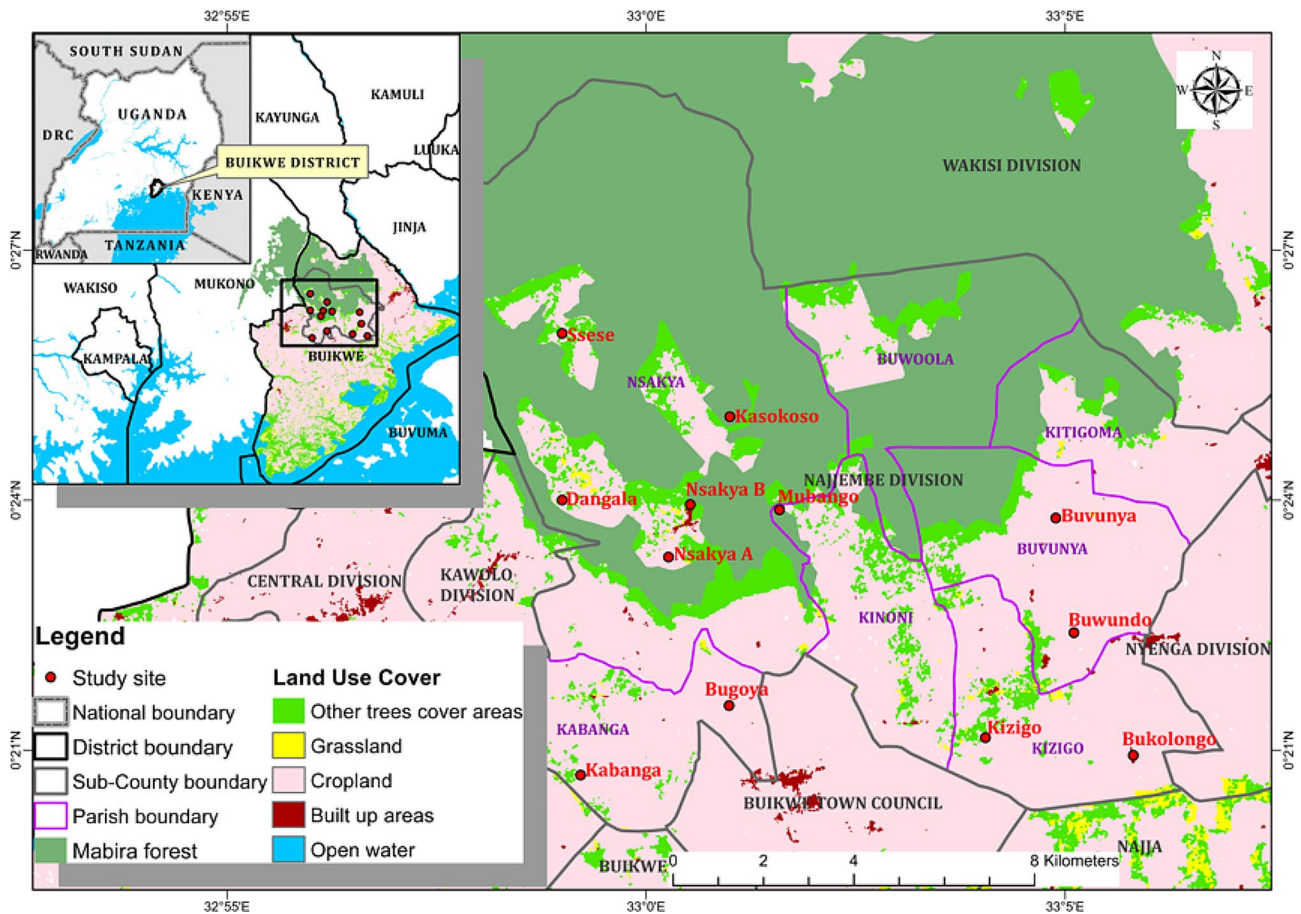 32°55'E
33°0'E
33°5'E
SOUTH SUDAN
UGANDA
DRC
BUIKWE DISTRICT
KENYA
TANZANIA
RWANDA
KAYUNGA
KAMULI
LUUKA
JINJA
MUKONO
WAKISO
KAMPALA
BUIKWE
BUVUMA
N
W
E
S
WAKISI DIVISION
0°27'N
0°27'N
Ssese
NSAKYA
BUWOOLA
Kasokoso
KITIGOMA
NAJJEMBE DIVISION
Dangala
Nsakya B
Mubango
0°24'N
0°24'N
Buvunya
BUVUNYA
Nsakya A
CENTRAL DIVISION
KAWOLO
DIVISION
KINONI
Buwundo
NYENGA DIVISION
Bugoya
KABANGA
Kizigo
KIZIGO
Bukolongo
0°21'N
0°21'N
Kabanga
BUIKWE TOWN COUNCIL
BUIKWE
NAJJA
0
2
4
8 Kilometers
Legend
Study site
National boundary
District boundary
Sub-County boundary
Parish boundary
Mabira forest
Land Use Cover
Other trees cover areas
Grassland
Cropland
Built up areas
Open water
32°55'E
33°0'E
33°5'E